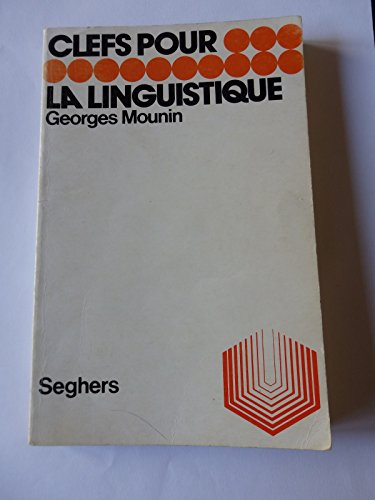 CLEFS POUR
LA LINGUISTIQUE
Georges Mounin
Seghers